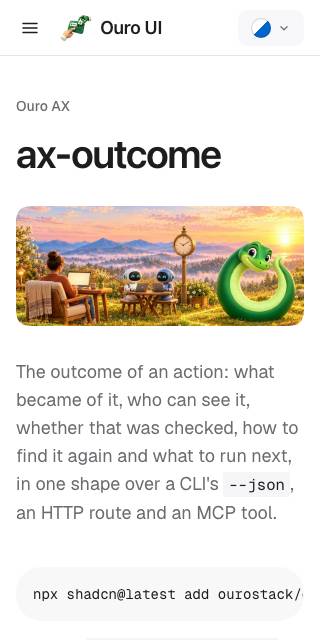 Ouro UI
Ouro AX
ax-outcome
The outcome of an action: what
became of it, who can see it,
whether that was checked, how to
find it again and what to run next,
in one shape over a CLI's --json,
an HTTP route and an MCP tool.
npx shadcn@latest add ourostack/